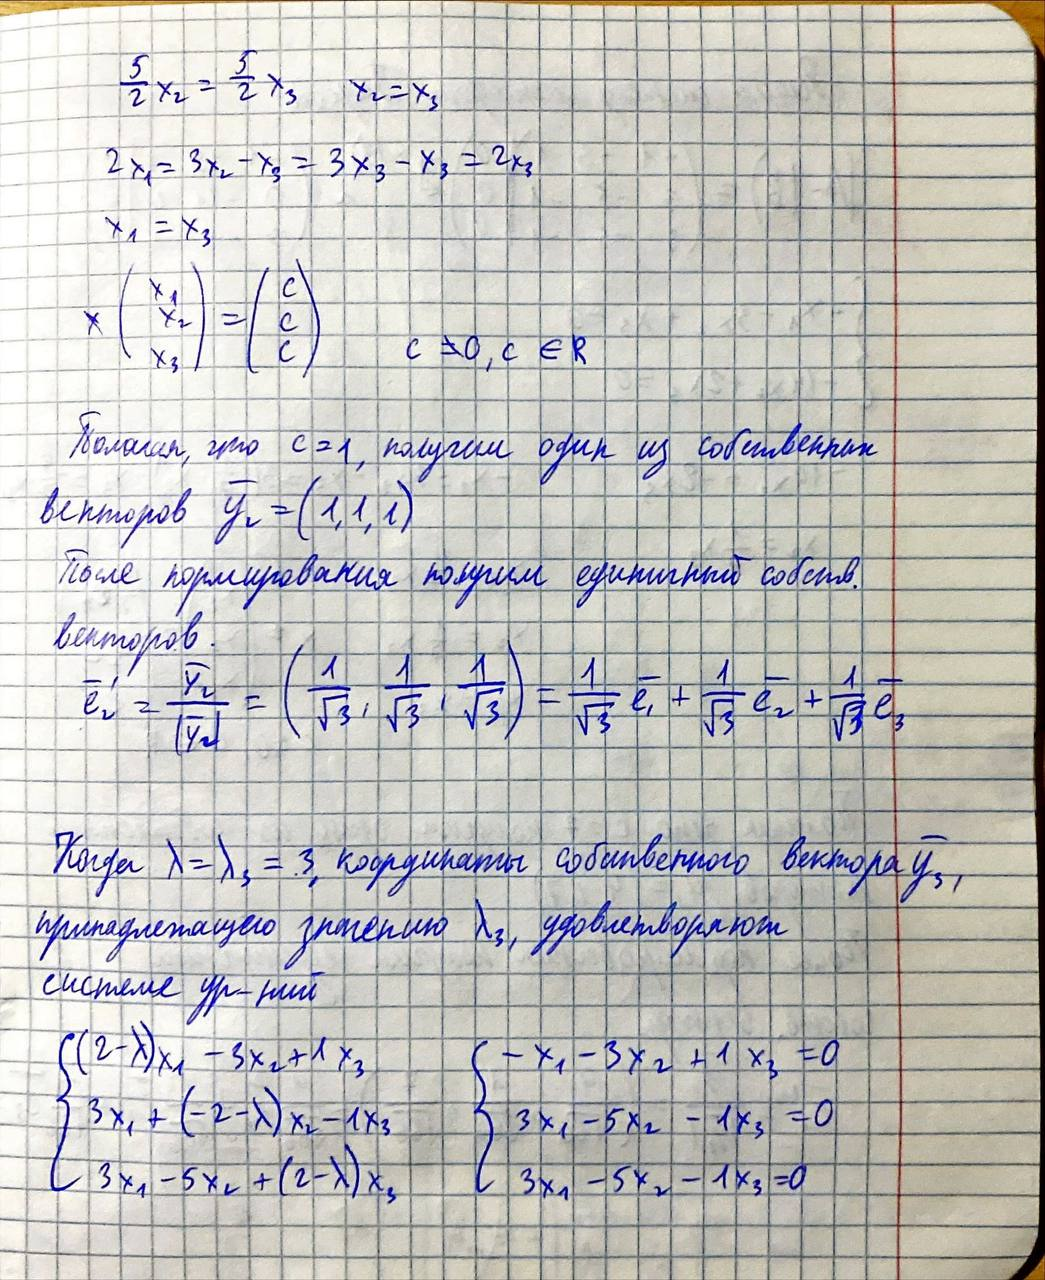 5/2 x₂ = 5/2 x₃   x₂ = x₃
2x₁ = 3x₂ - x₃ = 3x₃ - x₃ = 2x₃
x₁ = x₃
x (x₁ x₂ x₃) = (c c c)   c ≠ 0, c ∈ R
Полагая, что c = 1, получим один из собственных
векторов ȳ₂ = (1, 1, 1)
После нормирования получим единичный собств.
векторов.
ē₂' = ȳ₂/|ȳ₂| = (1/√3, 1/√3, 1/√3) = 1/√3 ē₁ + 1/√3 ē₂ + 1/√3 ē₃
Когда λ = λ₃ = 3, координаты собственного вектора ȳ₃,
принадлежащего значению λ₃, удовлетворяют
системе ур-ний
{ (2-λ)x₁ - 3x₂ + 1x₃   { -x₁ - 3x₂ + 1x₃ = 0
3x₁ + (-2-λ)x₂ - 1x₃   3x₁ - 5x₂ - 1x₃ = 0
3x₁ - 5x₂ + (2-λ)x₃   3x₁ - 5x₂ - 1x₃ = 0